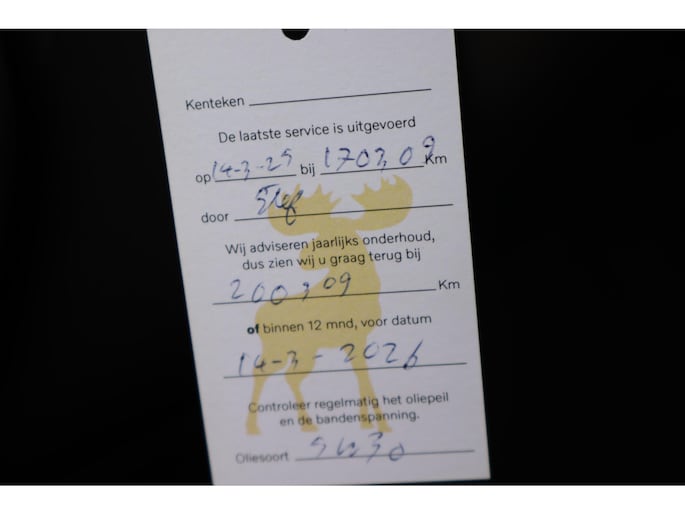 Kenteken
De laatste service is uitgevoerd
op 14-3-25 bij 170309 Km
door Stef
Wij adviseren jaarlijks onderhoud,
dus zien wij u graag terug bij
200309 Km
of binnen 12 mnd, voor datum
14-3-2026
Controleer regelmatig het oliepeil
en de bandenspanning.
Oliesoort 5w30